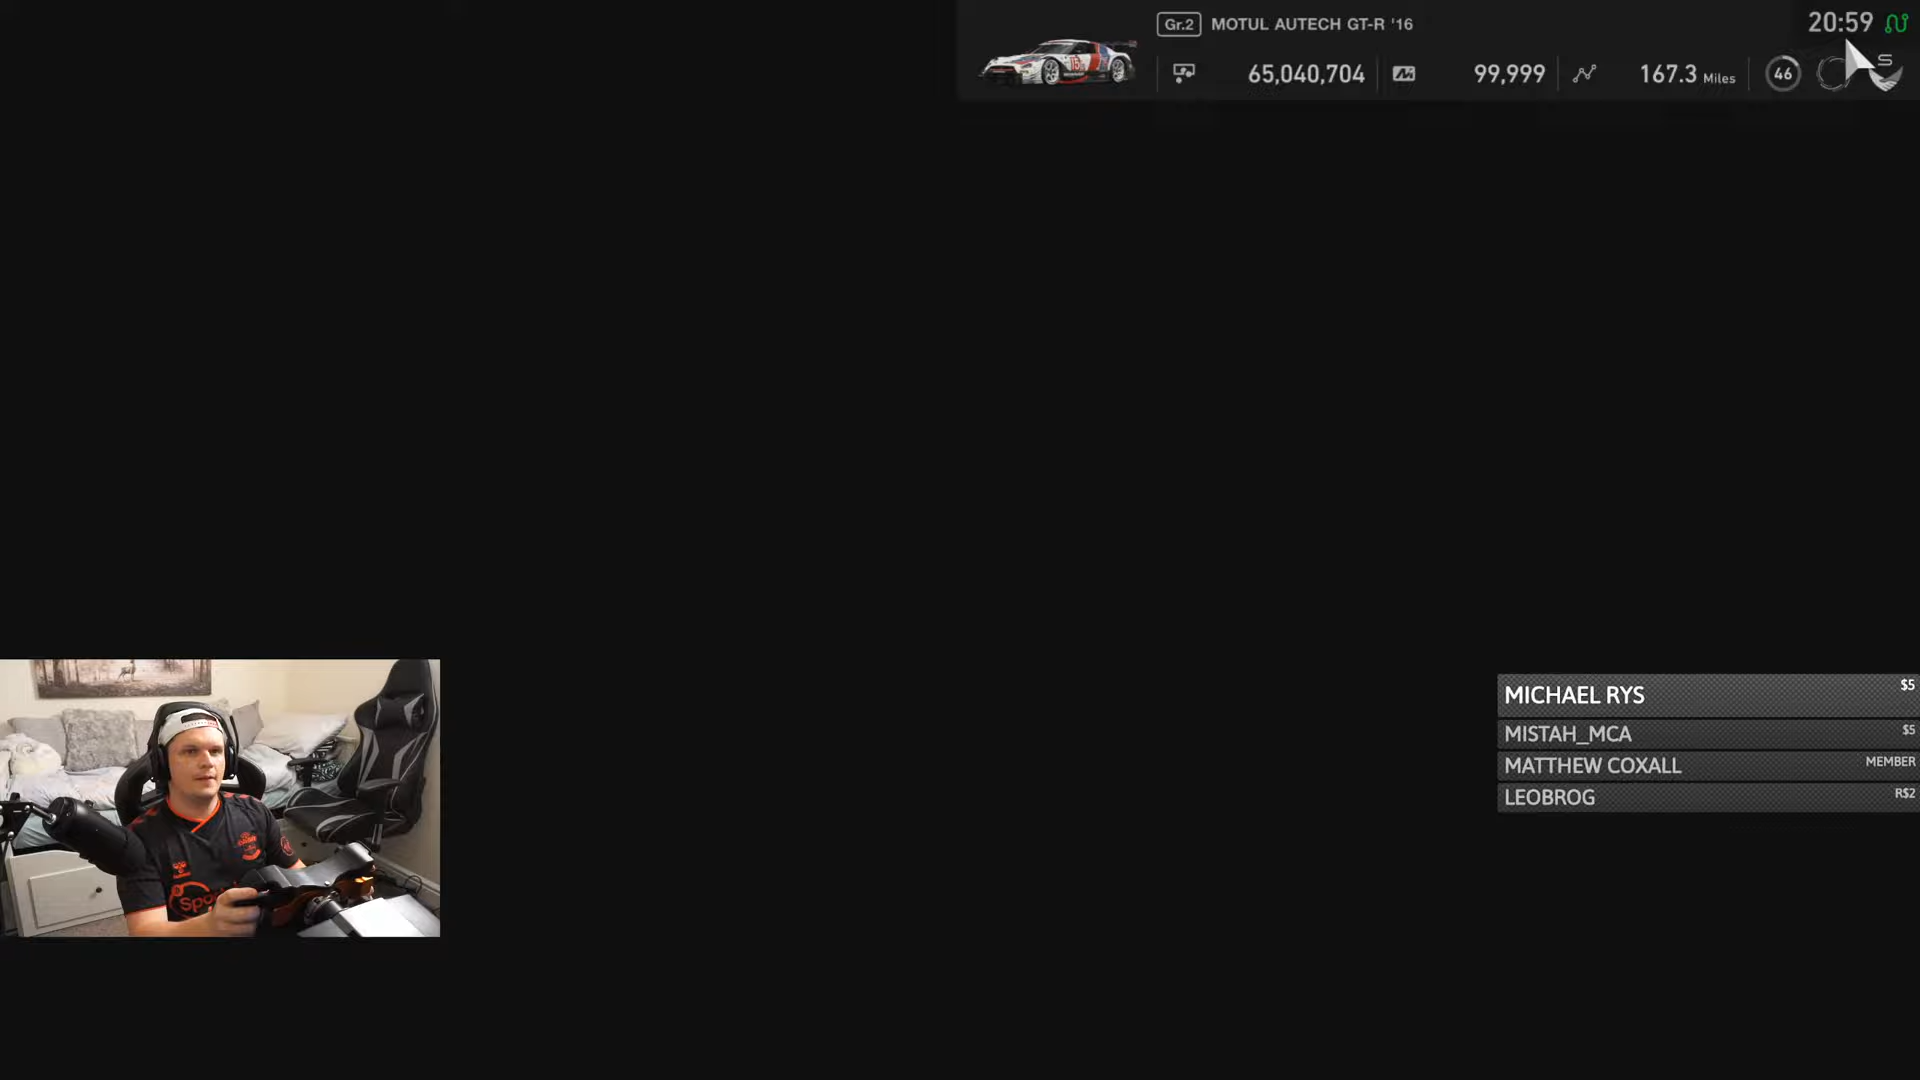 Gr.2 MOTUL AUTECH GT-R '16
20:59
65,040,704
99,999
167.3 Miles
46
S
MICHAEL RYS $5
MISTAH_MCA $5
MATTHEW COXALL MEMBER
LEOBROG R$2